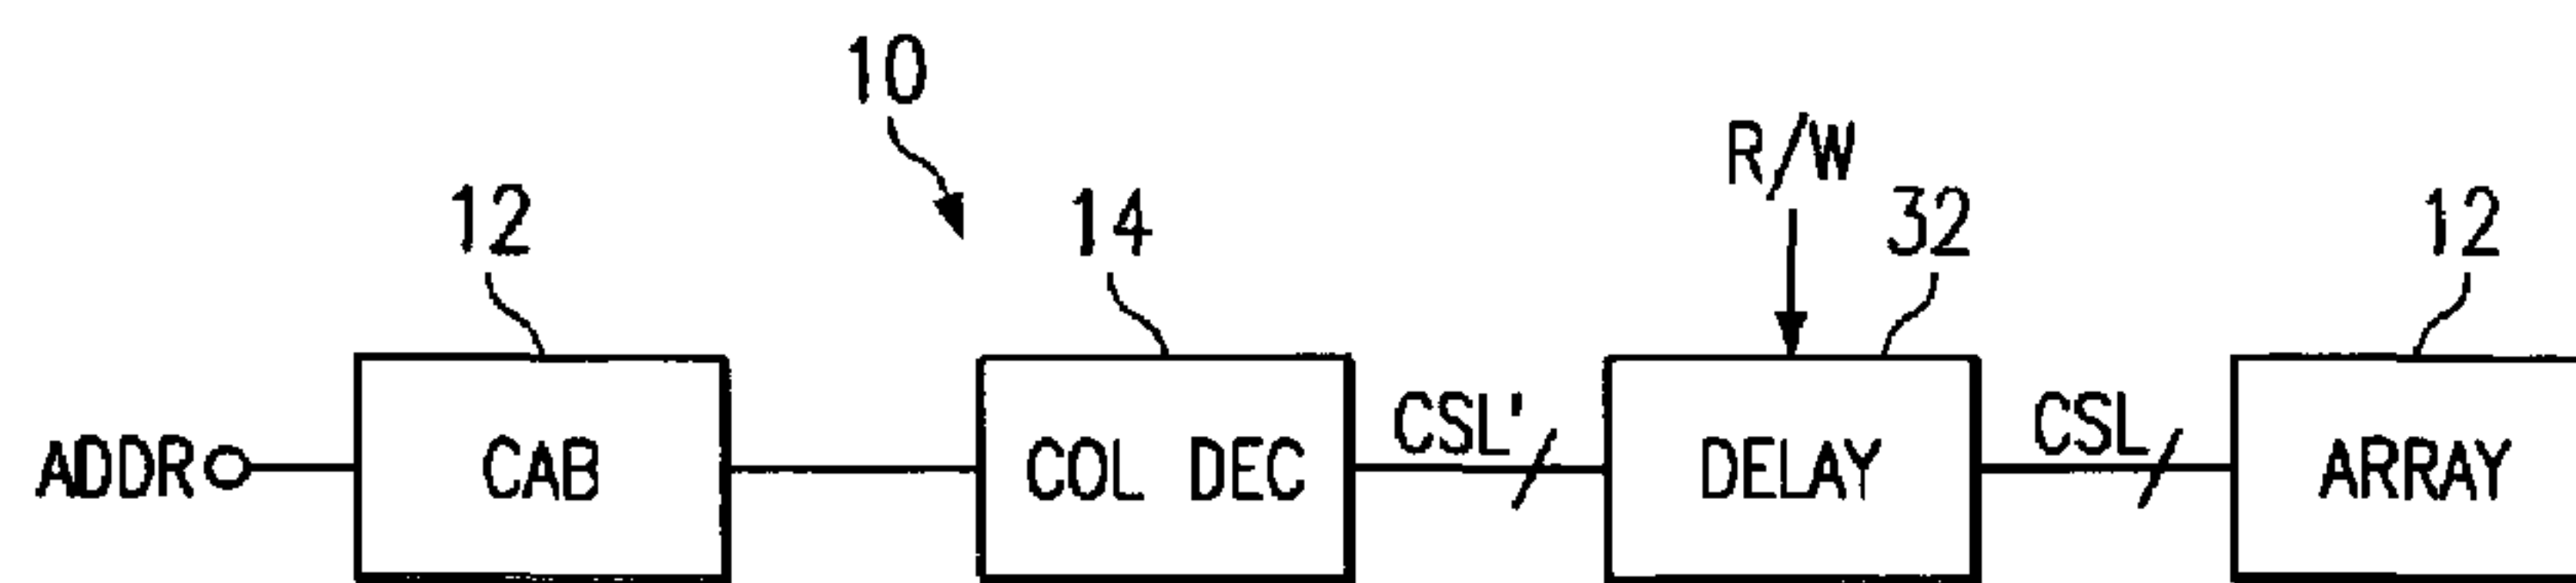 10
R/W
12
14
32
12
CSL'
CSL
ADDR
CAB
COL DEC
DELAY
ARRAY